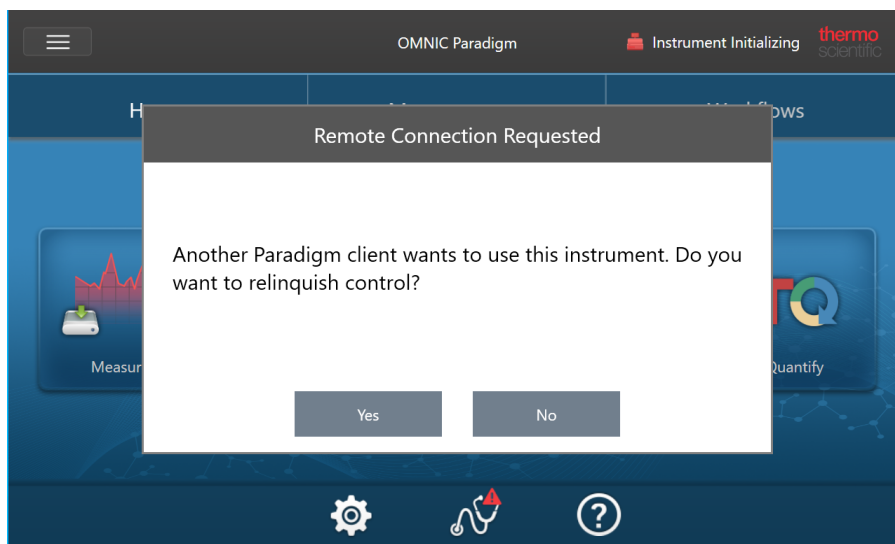 OMNIC Paradigm
Instrument Initializing
thermo
scientific
Remote Connection Requested
Another Paradigm client wants to use this instrument. Do you
want to relinquish control?
Yes
No
TQ
?